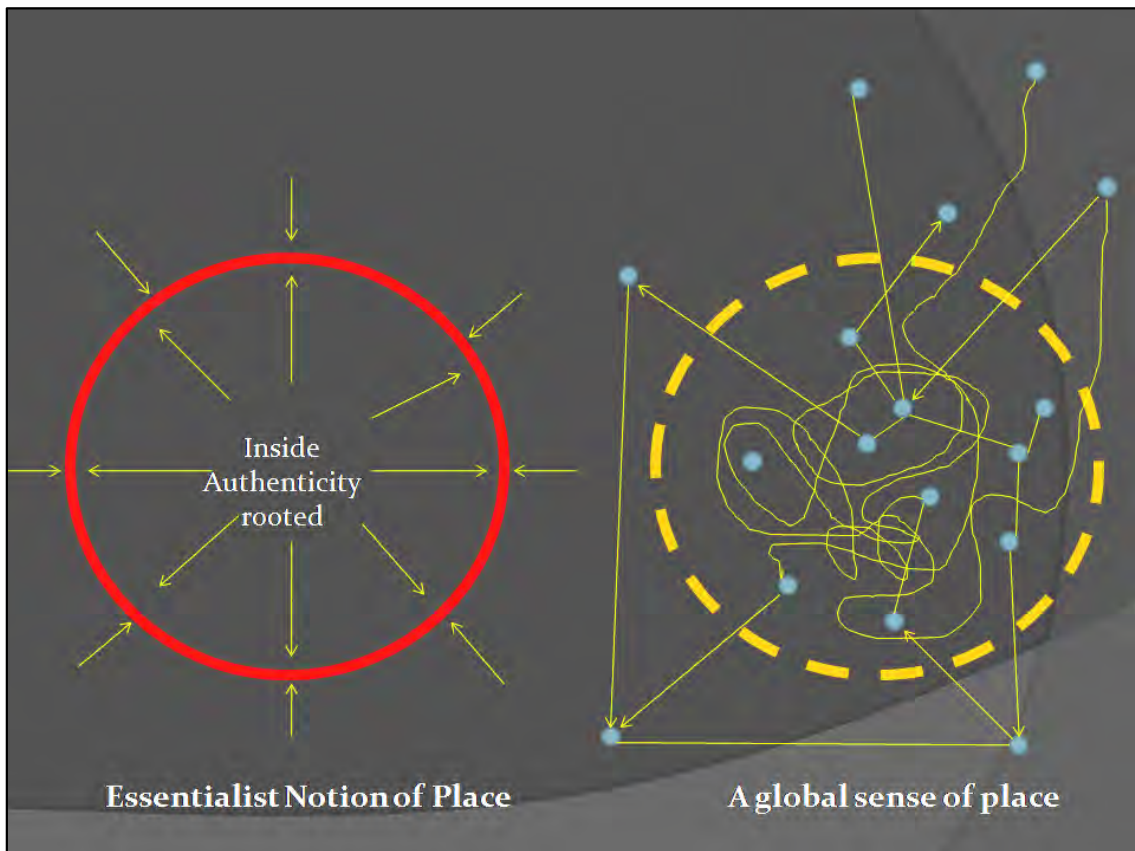 Inside
Authenticity
rooted
Essentialist Notion of Place
A global sense of place